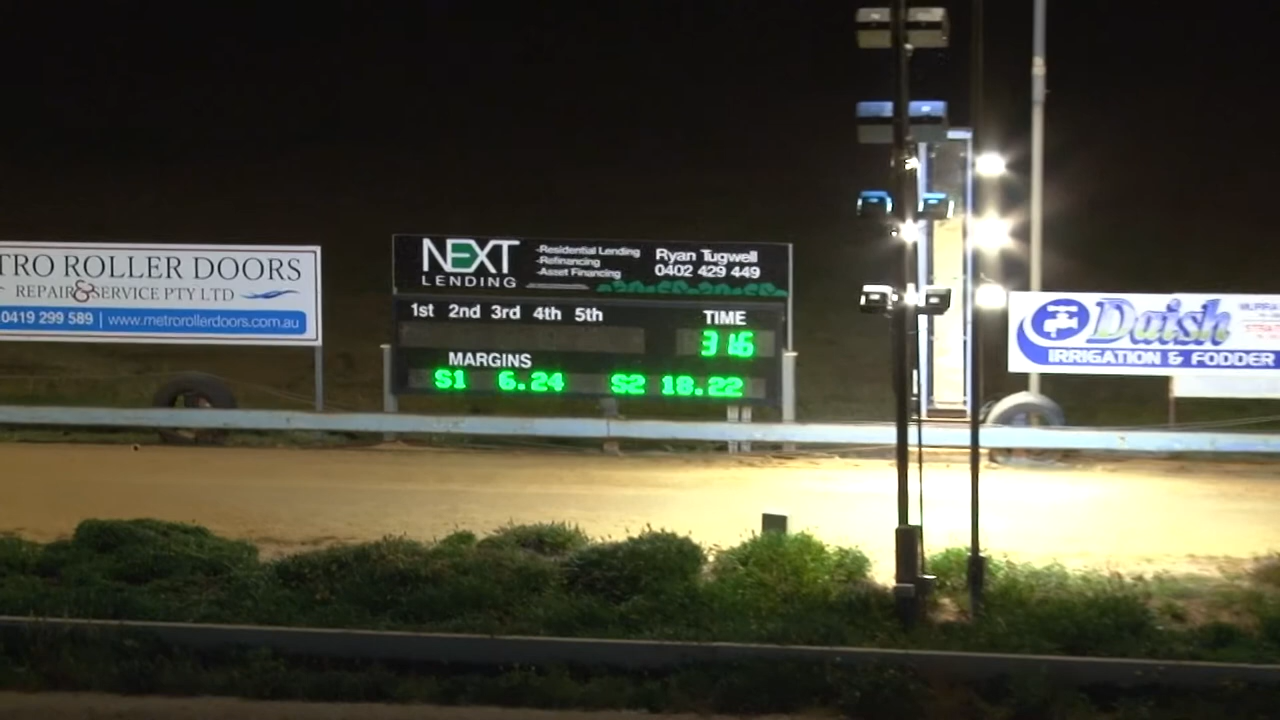 TRO ROLLER DOORS
REPAIR & SERVICE PTY LTD
0419 299 589 | www.metrorollerdoors.com.au
NEXT
LENDING
-Residential Lending
-Refinancing
-Asset Financing
Ryan Tugwell
0402 429 449
1st 2nd 3rd 4th 5th
TIME
31.6
MARGINS
S1 6.24 S2 18.22
Daish
IRRIGATION & FODDER